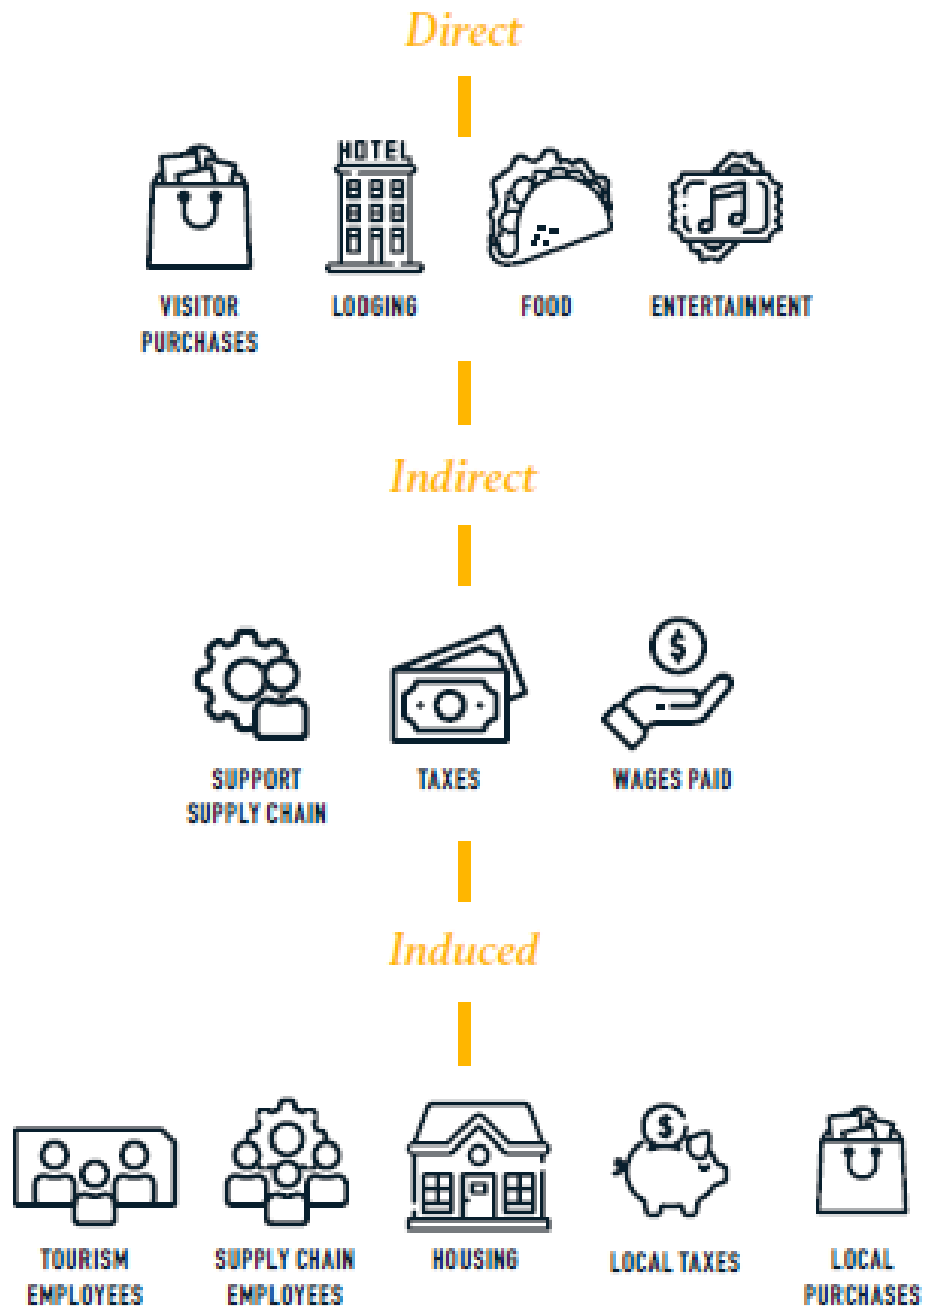 Direct
HOTEL
VISITOR
PURCHASES
LODGING
FOOD
ENTERTAINMENT
Indirect
$
SUPPORT
SUPPLY CHAIN
TAXES
WAGES PAID
Induced
$
TOURISM
EMPLOYEES
SUPPLY CHAIN
EMPLOYEES
HOUSING
LOCAL TAXES
LOCAL
PURCHASES